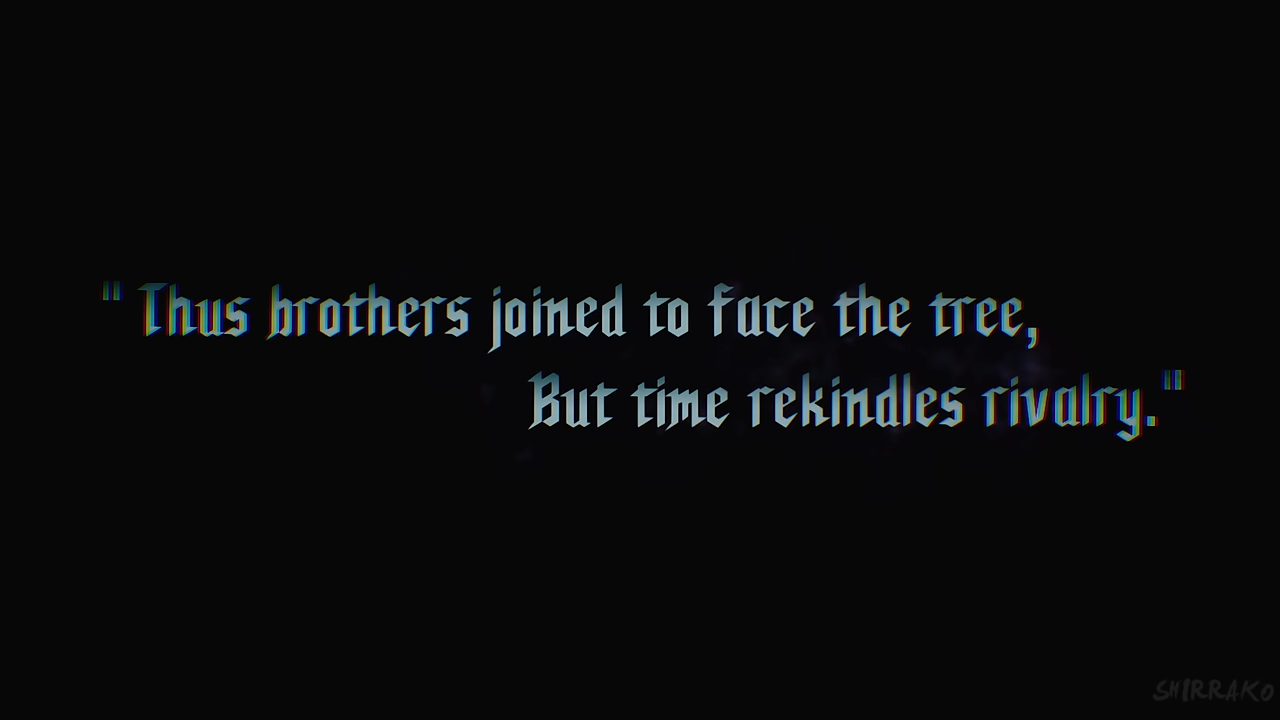 " Thus brothers joined to face the tree,
But time rekindles rivalry."
SHIRRAKO